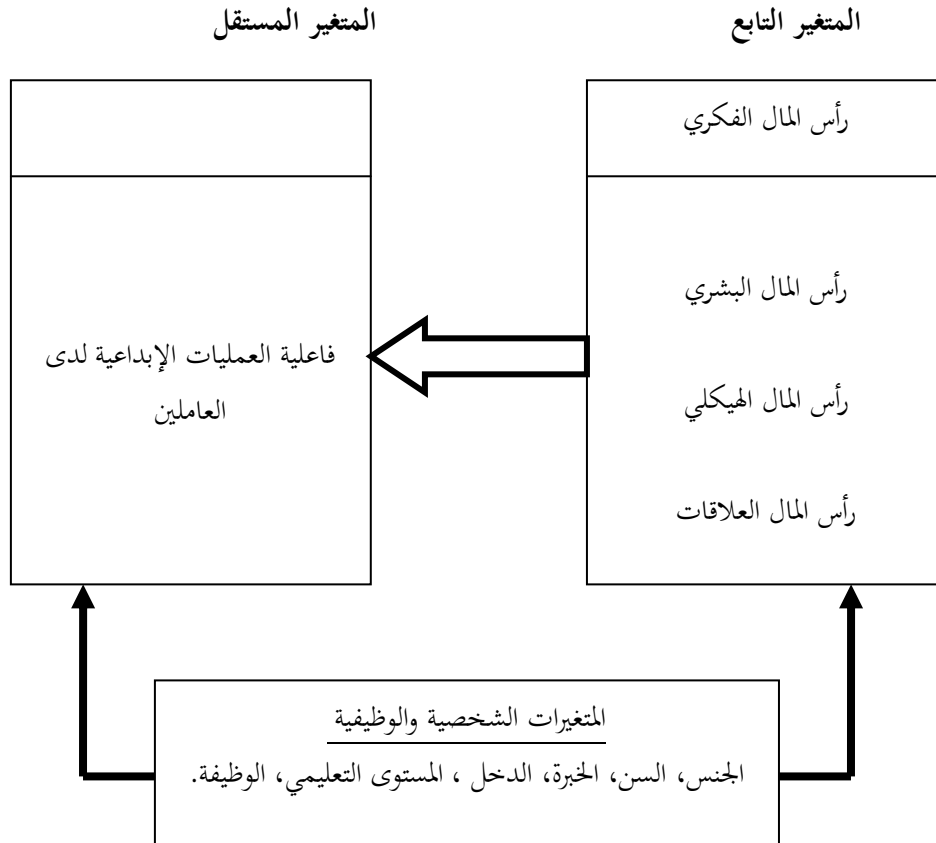 المتغير التابع
المتغير المستقل
رأس المال الفكري
رأس المال البشري
رأس المال الهيكلي
رأس المال العلاقات
فاعلية العمليات الإبداعية لدى
العاملين
المتغيرات الشخصية والوظيفية
الجنس، السن، الخبرة، الدخل ، المستوى التعليمي، الوظيفة.